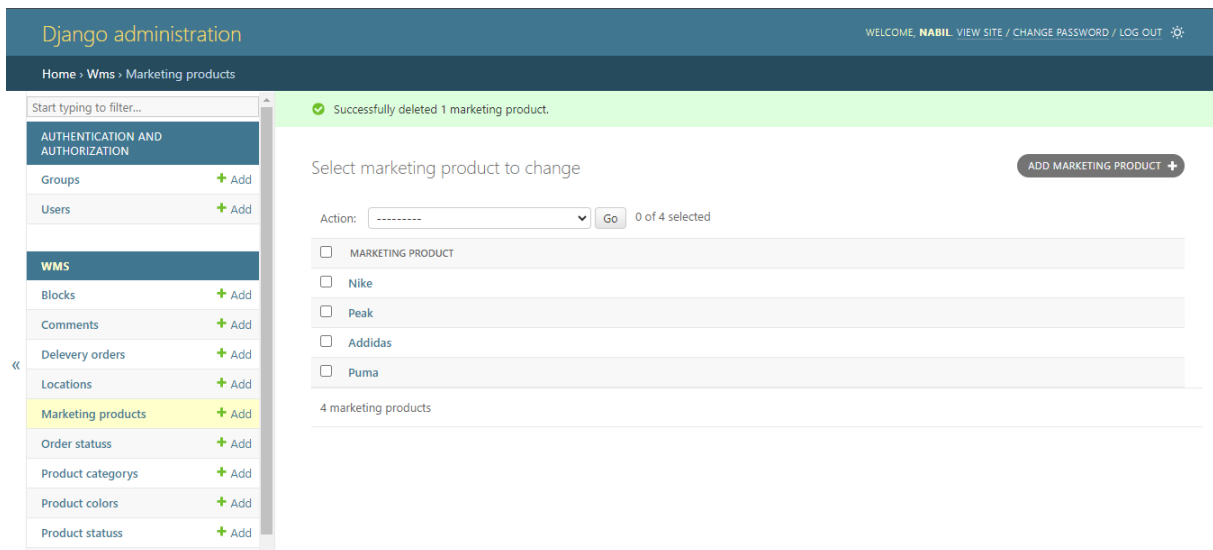 Django administration
WELCOME, NABIL. VIEW SITE / CHANGE PASSWORD / LOG OUT
Home › Wms › Marketing products
Start typing to filter...
AUTHENTICATION AND
AUTHORIZATION
Groups + Add
Users + Add
WMS
Blocks + Add
Comments + Add
Delevery orders + Add
Locations + Add
Marketing products + Add
Order statuss + Add
Product categorys + Add
Product colors + Add
Product statuss + Add
«
Successfully deleted 1 marketing product.
Select marketing product to change
ADD MARKETING PRODUCT +
Action: --------- Go 0 of 4 selected
MARKETING PRODUCT
Nike
Peak
Addidas
Puma
4 marketing products